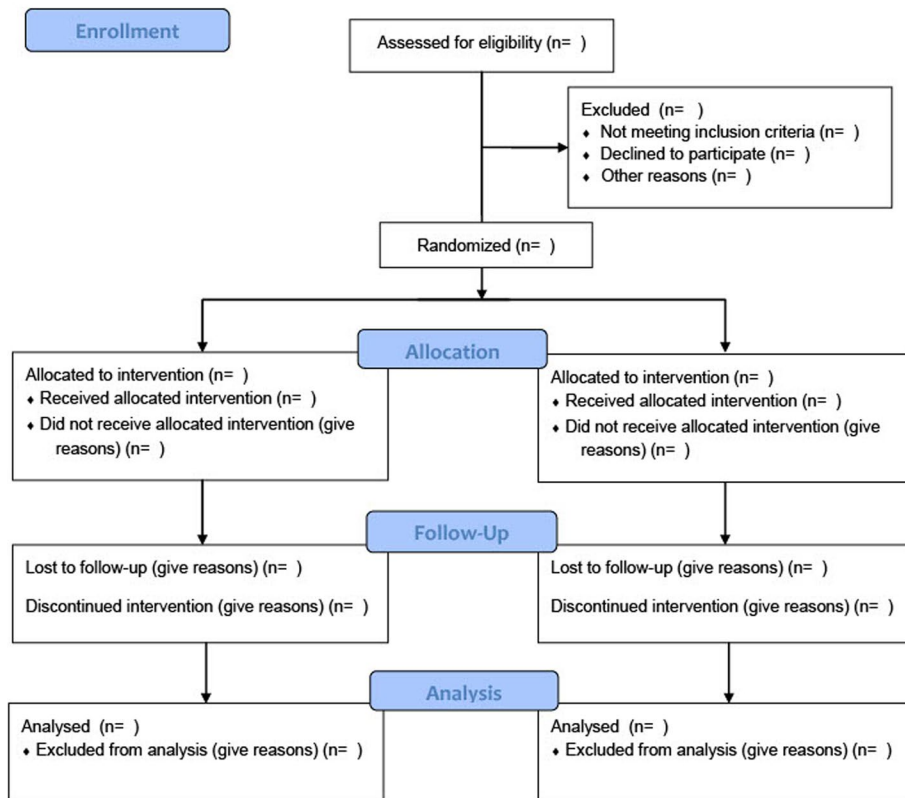 Enrollment
Assessed for eligibility (n= )
Excluded (n= )
♦ Not meeting inclusion criteria (n= )
♦ Declined to participate (n= )
♦ Other reasons (n= )
Randomized (n= )
Allocation
Allocated to intervention (n= )
♦ Received allocated intervention (n= )
♦ Did not receive allocated intervention (give
reasons) (n= )
Allocated to intervention (n= )
♦ Received allocated intervention (n= )
♦ Did not receive allocated intervention (give
reasons) (n= )
Follow-Up
Lost to follow-up (give reasons) (n= )
Discontinued intervention (give reasons) (n= )
Lost to follow-up (give reasons) (n= )
Discontinued intervention (give reasons) (n= )
Analysis
Analysed (n= )
♦ Excluded from analysis (give reasons) (n= )
Analysed (n= )
♦ Excluded from analysis (give reasons) (n= )